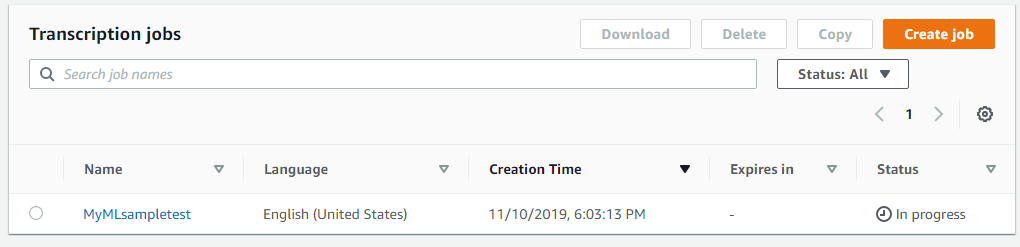 Transcription jobs Download Delete Copy Create job
Search job names Status: All
1
Name Language Creation Time Expires in Status
MyMLsampletest English (United States) 11/10/2019, 6:03:13 PM - In progress